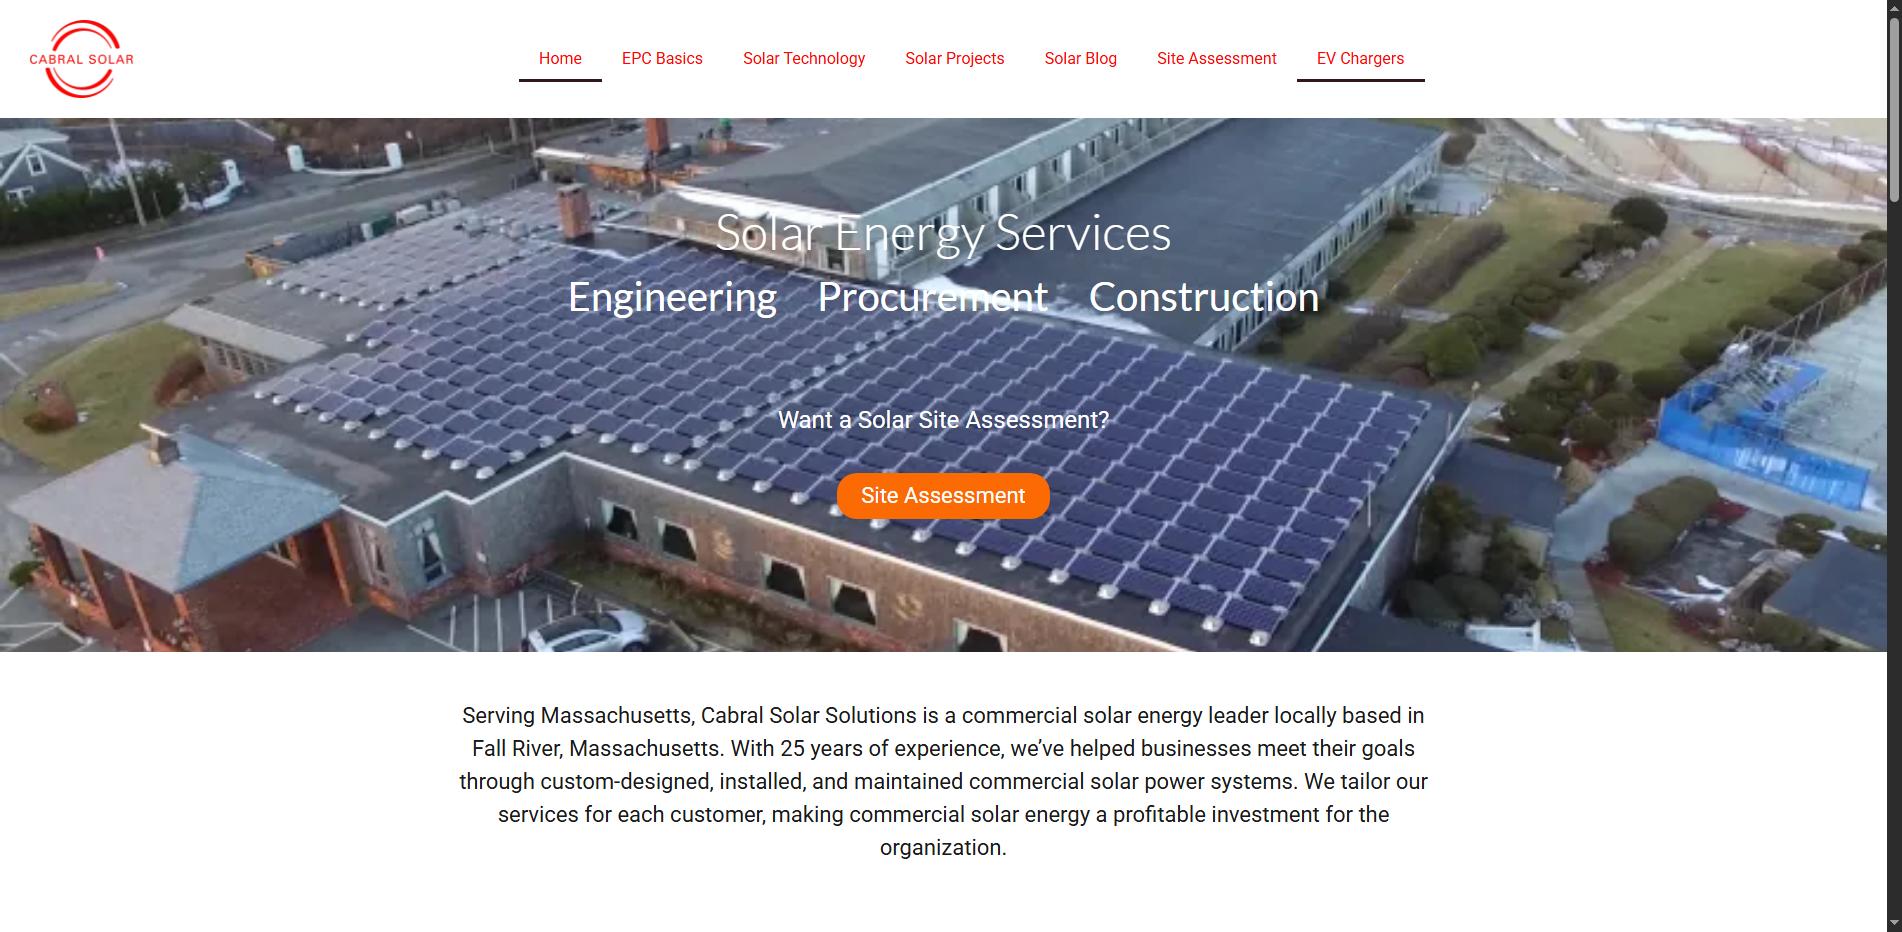 CABRAL SOLAR
Home EPC Basics Solar Technology Solar Projects Solar Blog Site Assessment EV Chargers
Solar Energy Services
Engineering Procurement Construction
Want a Solar Site Assessment?
Site Assessment
Serving Massachusetts, Cabral Solar Solutions is a commercial solar energy leader locally based in
Fall River, Massachusetts. With 25 years of experience, we’ve helped businesses meet their goals
through custom-designed, installed, and maintained commercial solar power systems. We tailor our
services for each customer, making commercial solar energy a profitable investment for the
organization.